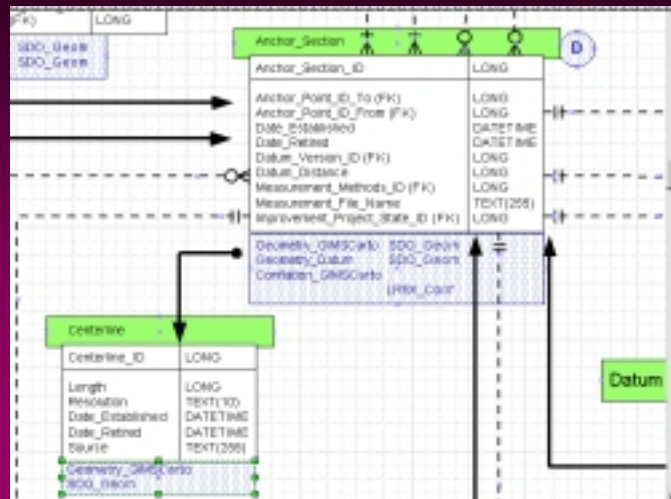 (FK) LONG
SDO_Geom
SDO_Geom
Anchor_Section
D
Anchor_Section_ID LONG
Anchor_Point_ID_To (FK) LONG
Anchor_Point_ID_From (FK) LONG
Date_Established DATETIME
Date_Retired DATETIME
Datum_Version_ID (FK) LONG
Datum_Distance LONG
Measurement_Methods_ID (FK) LONG
Measurement_File_Name TEXT(255)
Improvement_Project_State_ID (FK) LONG
Geometry_GIMSCarto SDO_Geom
Geometry_Datum SDO_Geom
Conflation_GIMSCarto
Centerline
Centerline_ID LONG
Length LONG
Resolution TEXT(10)
Date_Established DATETIME
Date_Retired DATETIME
Source TEXT(255)
Geometry_GIMSCarto
SDO_Geom
Datum